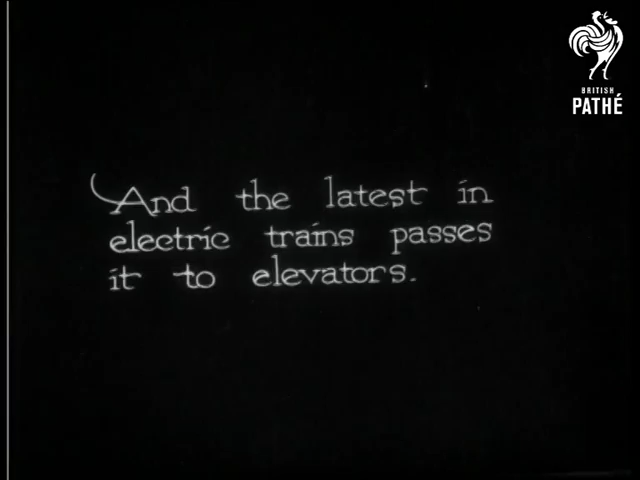 BRITISH
PATHÉ
And the latest in
electric trains passes
it to elevators.